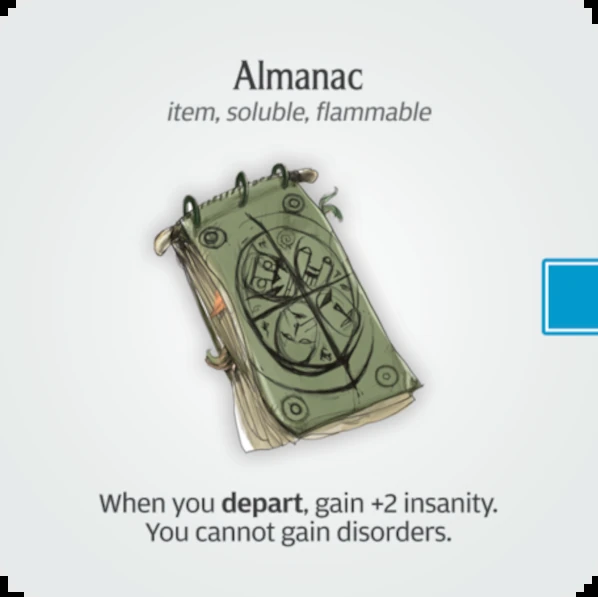 Almanac
item, soluble, flammable
When you depart, gain +2 insanity.
You cannot gain disorders.